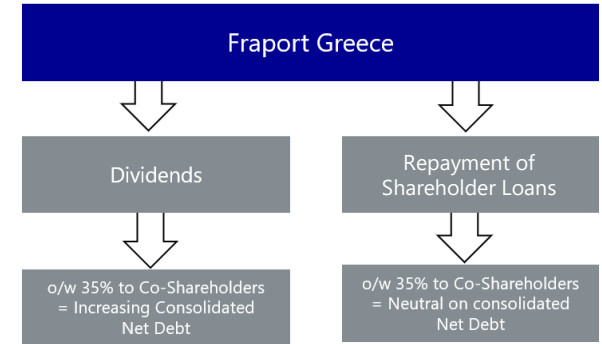 Fraport Greece
Dividends
Repayment of
Shareholder Loans
o/w 35% to Co-Shareholders
= Increasing Consolidated
Net Debt
o/w 35% to Co-Shareholders
= Neutral on consolidated
Net Debt